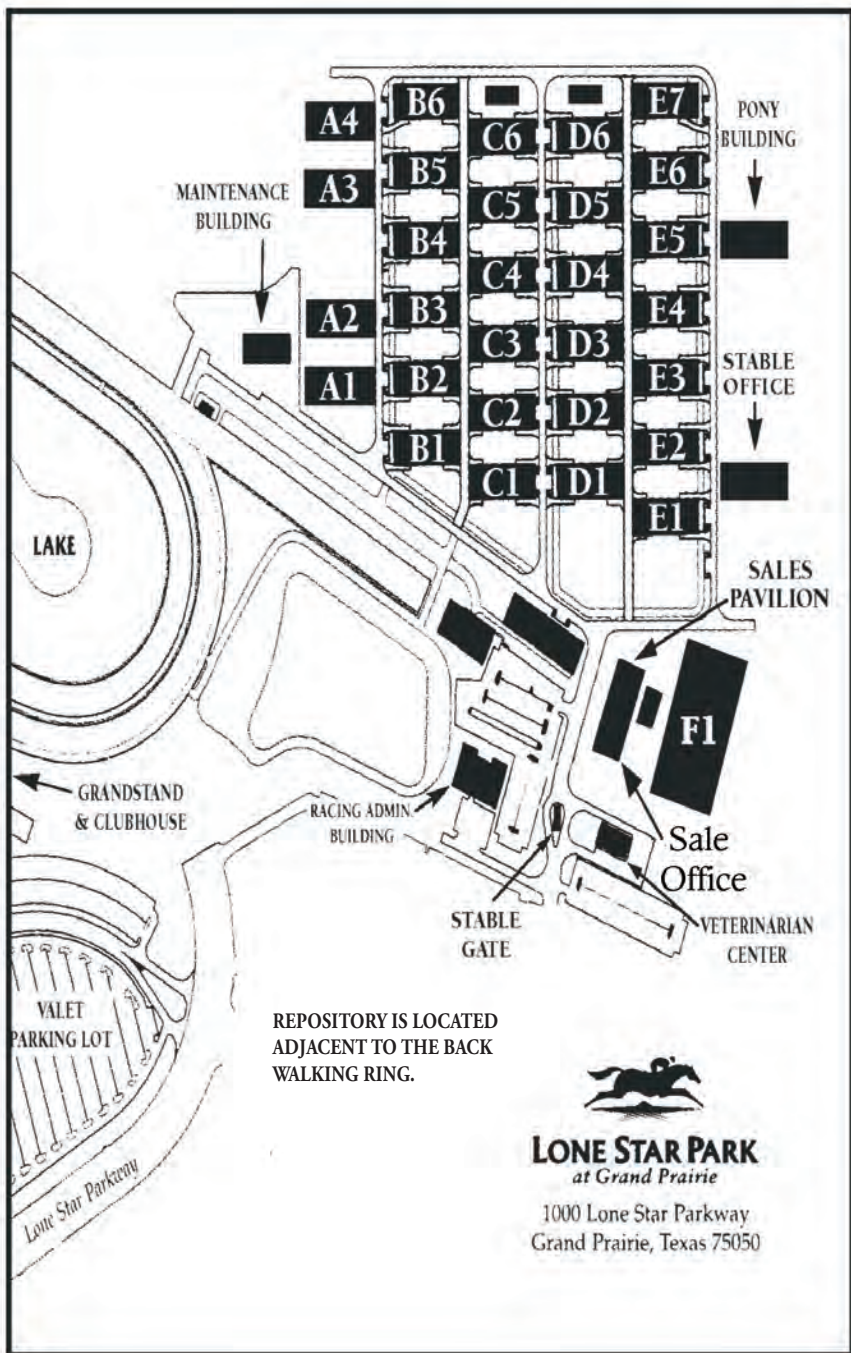 B6
E7
A4
PONY
BUILDING
C6
D6
B5
E6
A3
MAINTENANCE
BUILDING
C5
D5
B4
E5
C4
D4
A2
B3
E4
C3
D3
STABLE
OFFICE
A1
B2
E3
C2
D2
B1
E2
C1
D1
E1
LAKE
SALES
PAVILION
F1
GRANDSTAND
& CLUBHOUSE
RACING ADMIN.
BUILDING
Sale
Office
STABLE
GATE
VETERINARIAN
CENTER
VALET
PARKING LOT
REPOSITORY IS LOCATED
ADJACENT TO THE BACK
WALKING RING.
Lone Star Parkway
LONE STAR PARK
at Grand Prairie
1000 Lone Star Parkway
Grand Prairie, Texas 75050